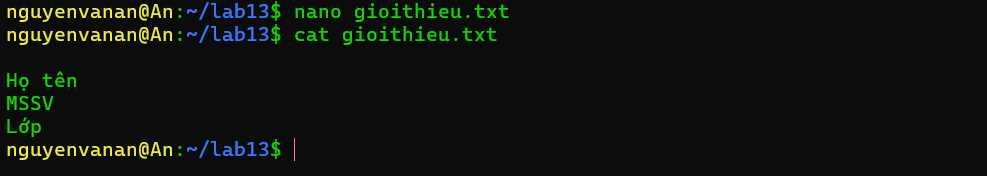 nguyenvanan@An:~/lab13$ nano gioithieu.txt
nguyenvanan@An:~/lab13$ cat gioithieu.txt
Họ tên
MSSV
Lớp
nguyenvanan@An:~/lab13$